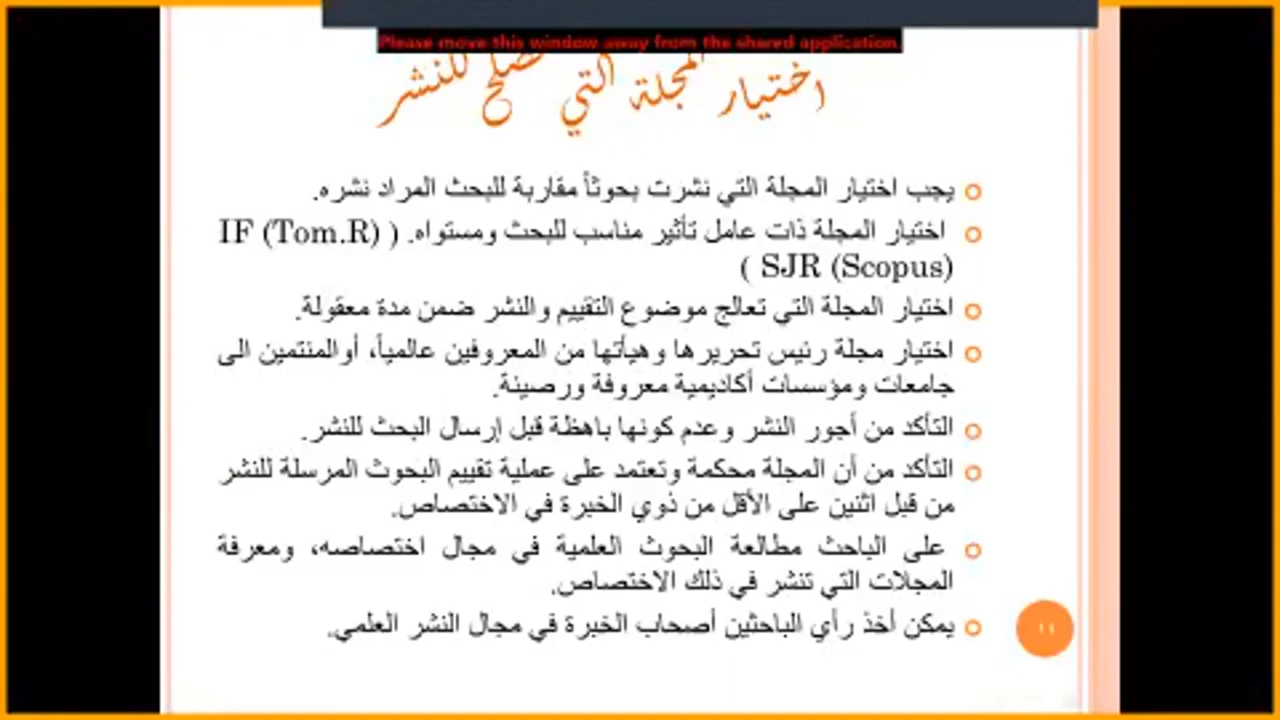 Please move this window away from the shared application.
اختيار المجلة التي تصلح للنشر
يجب اختيار المجلة التي نشرت بحوثاً مقاربة للبحث المراد نشره.
اختيار المجلة ذات عامل تأثير مناسب للبحث ومستواه. ( IF (Tom.R)
SJR (Scopus) )
اختيار المجلة التي تعالج موضوع التقييم والنشر ضمن مدة معقولة.
اختيار مجلة رئيس تحريرها وهيأتها من المعروفين عالمياً، أوالمنتمين الى
جامعات ومؤسسات أكاديمية معروفة ورصينة.
التأكد من أجور النشر وعدم كونها باهظة قبل إرسال البحث للنشر.
التأكد من أن المجلة محكمة وتعتمد على عملية تقييم البحوث المرسلة للنشر
من قبل اثنين على الأقل من ذوي الخبرة في الاختصاص.
على الباحث مطالعة البحوث العلمية في مجال اختصاصه، ومعرفة
المجلات التي تنشر في ذلك الاختصاص.
يمكن أخذ رأي الباحثين أصحاب الخبرة في مجال النشر العلمي.